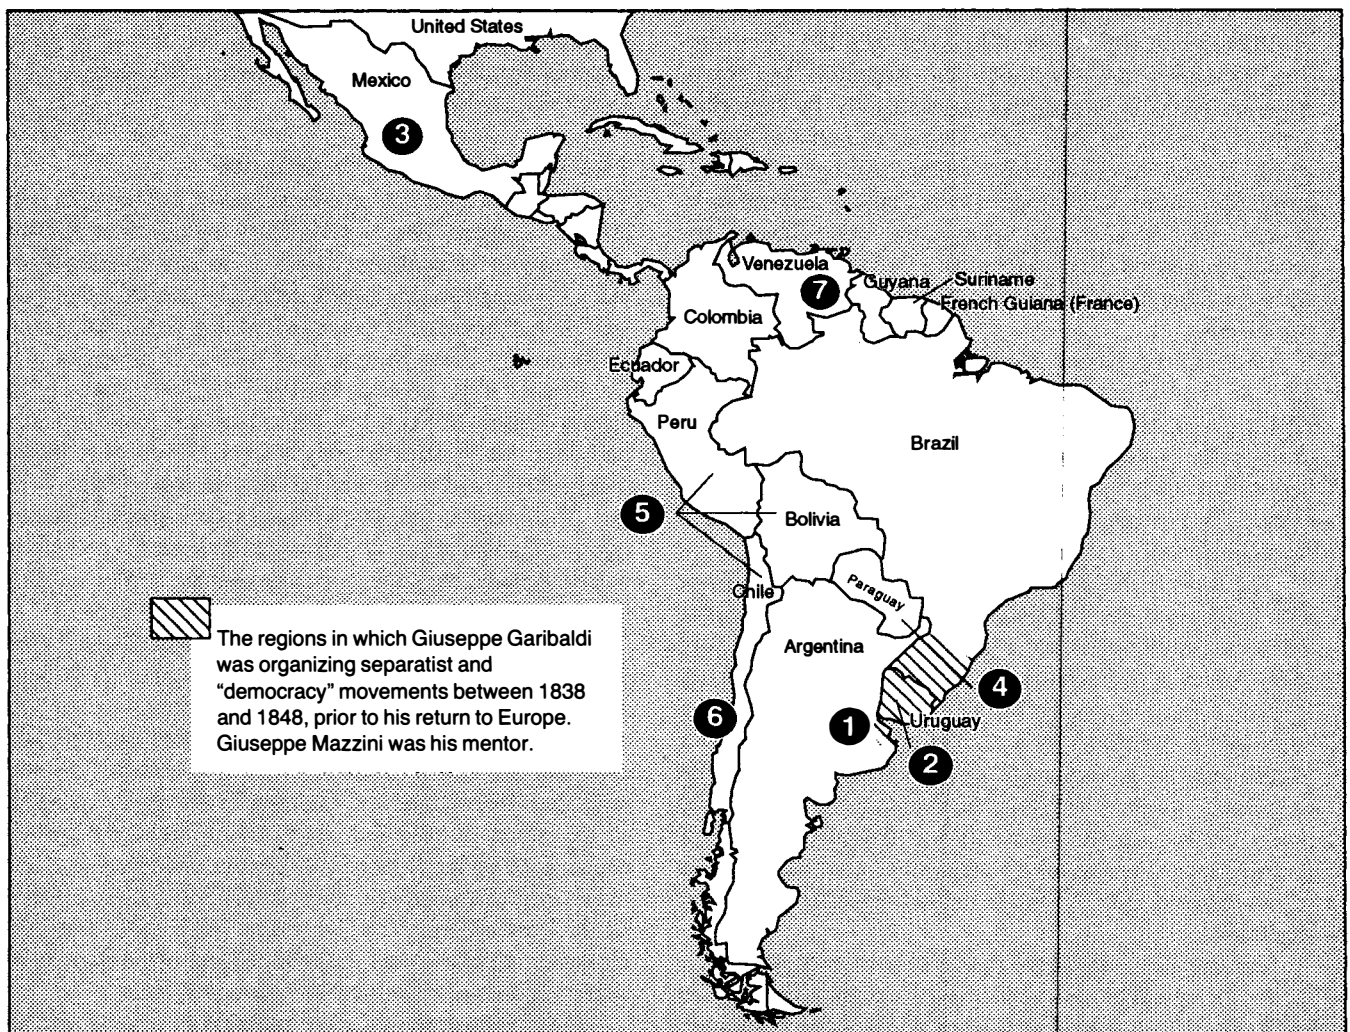 United States
Mexico
3
Venezuela
7
Guyana
Suriname
French Guiana (France)
Colombia
Ecuador
Peru
Brazil
5
Bolivia
Chile
Paraguay
Argentina
The regions in which Giuseppe Garibaldi
was organizing separatist and
“democracy” movements between 1838
and 1848, prior to his return to Europe.
Giuseppe Mazzini was his mentor.
4
6
1
Uruguay
2